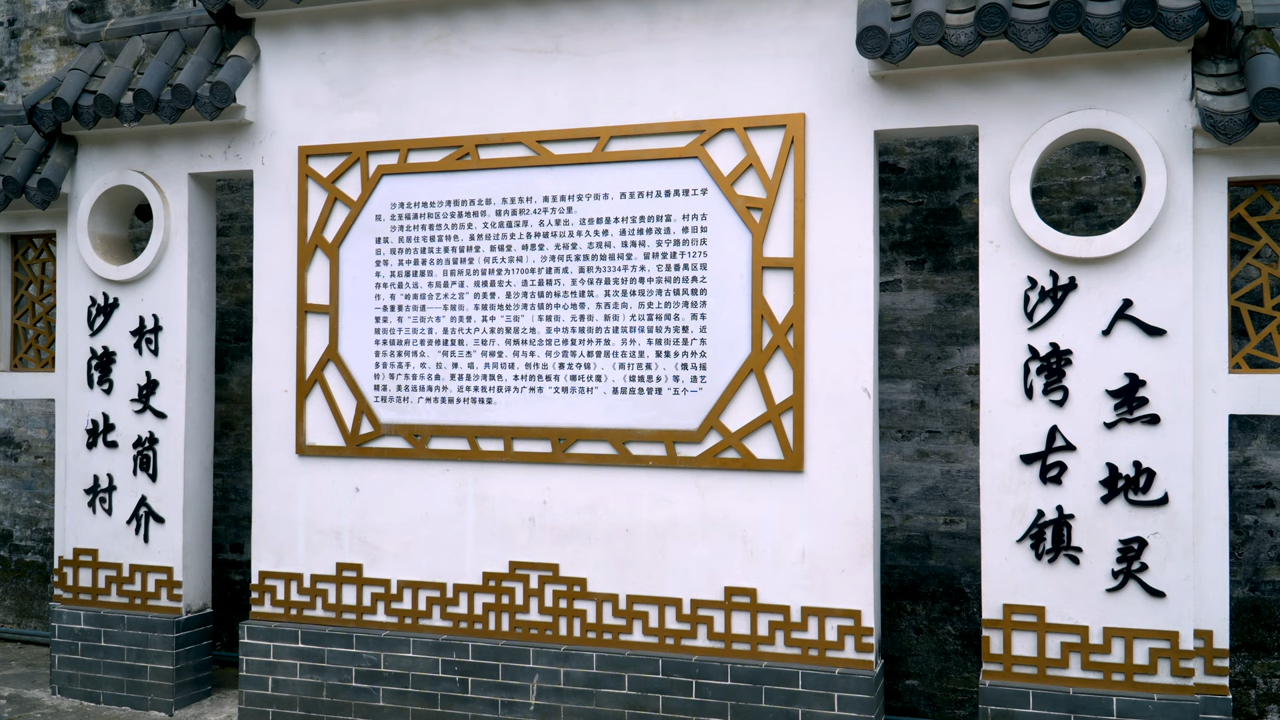 沙湾北村
村史简介
沙湾北村地处沙湾街的西北部，东至东村，南至南村安宁街市，西至西村及番禺理工学
院，北至福涌村和区公安基地相邻。辖内面积2.42平方公里。
沙湾北村有着悠久的历史，文化底蕴深厚，名人辈出，这些都是本村宝贵的财富。村内古
建筑、民居住宅极富特色，虽然经过历史上各种破坏以及年久失修，通过维修改造，修旧如
旧，现存的古建筑主要有留耕堂、新锡堂、峙思堂、光裕堂、志观祠、珠海祠、安宁路的衍庆
堂等，其中最著名的当留耕堂（何氏大宗祠），沙湾何氏家族的始祖祠堂。留耕堂建于1275
年，其后屡建屡毁。目前所见的留耕堂为1700年扩建而成，面积为3334平方米，它是番禺区现
存年代最久远、布局最严谨、规模最宏大、造工最精巧，至今保存最完好的粤中宗祠的经典之
作，有“岭南综合艺术之宫”的美誉，是沙湾古镇的标志性建筑。其次是体现沙湾古镇风貌的
一条重要古街道——车陂街。车陂街地处沙湾古镇的中心地带，东西走向，历史上的沙湾经济
繁荣，有“三街六市”的美誉，其中“三街”（车陂街、元善街、新街）尤以富裕闻名。而车
陂街位于三街之首，是古代大户人家的聚居之地。亚中坊车陂街的古建筑群保留较为完整，近
年来镇政府已着资修建复貌，三稔厅、何炳林纪念馆已修复对外开放。另外，车陂街还是广东
音乐名家何博众、“何氏三杰”何柳堂、何与年、何少霞等人都曾居住在这里，聚集乡内外众
多音乐高手，吹、拉、弹、唱，共同切磋，创作出《赛龙夺锦》、《雨打芭蕉》、《饿马摇
铃》等广东音乐名曲。更甚是沙湾飘色，本村的色板有《哪吒伏魔》、《嫦娥思乡》等，造艺
精湛，美名远扬海内外。近年来我村获评为广州市“文明示范村”、基层应急管理“五个一”
工程示范村、广州市美丽乡村等殊荣。
人杰地灵
沙湾古镇